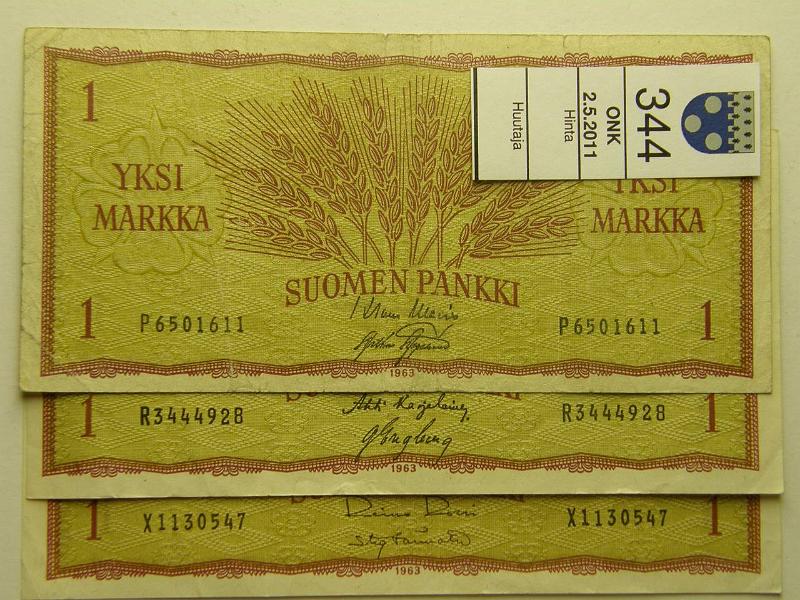 1
YKSI
MARKKA
YKSI
MARKKA
SUOMEN PANKKI
1
P6501611
P6501611
1
1963
344
ONK
2.5.2011
Hinta
Huutaja
1
R3444928
R3444928
1
1963
1
X1130547
X1130547
1
1963